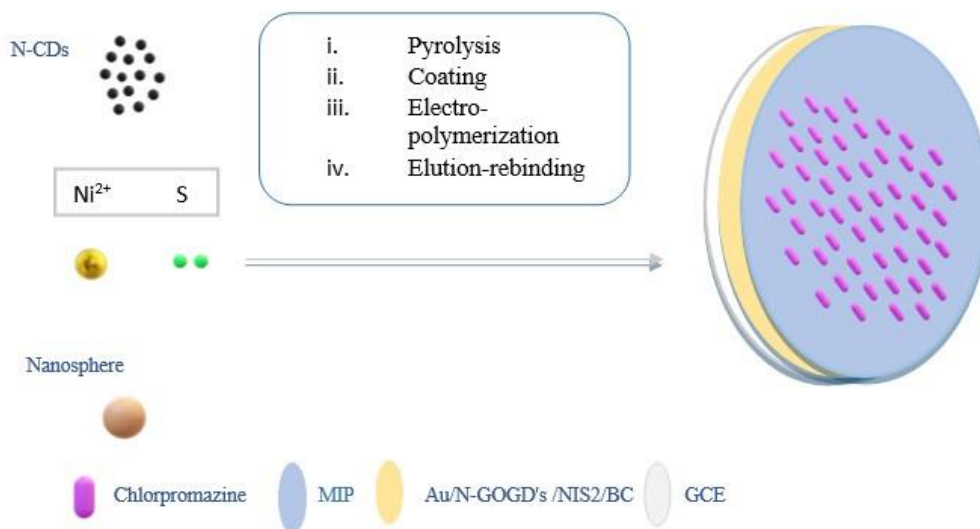 N-CDs
i. Pyrolysis
ii. Coating
iii. Electro-
polymerization
iv. Elution-rebinding
Ni²⁺ S
Nanosphere
Chlorpromazine MIP Au/N-GOGD's /NIS2/BC GCE